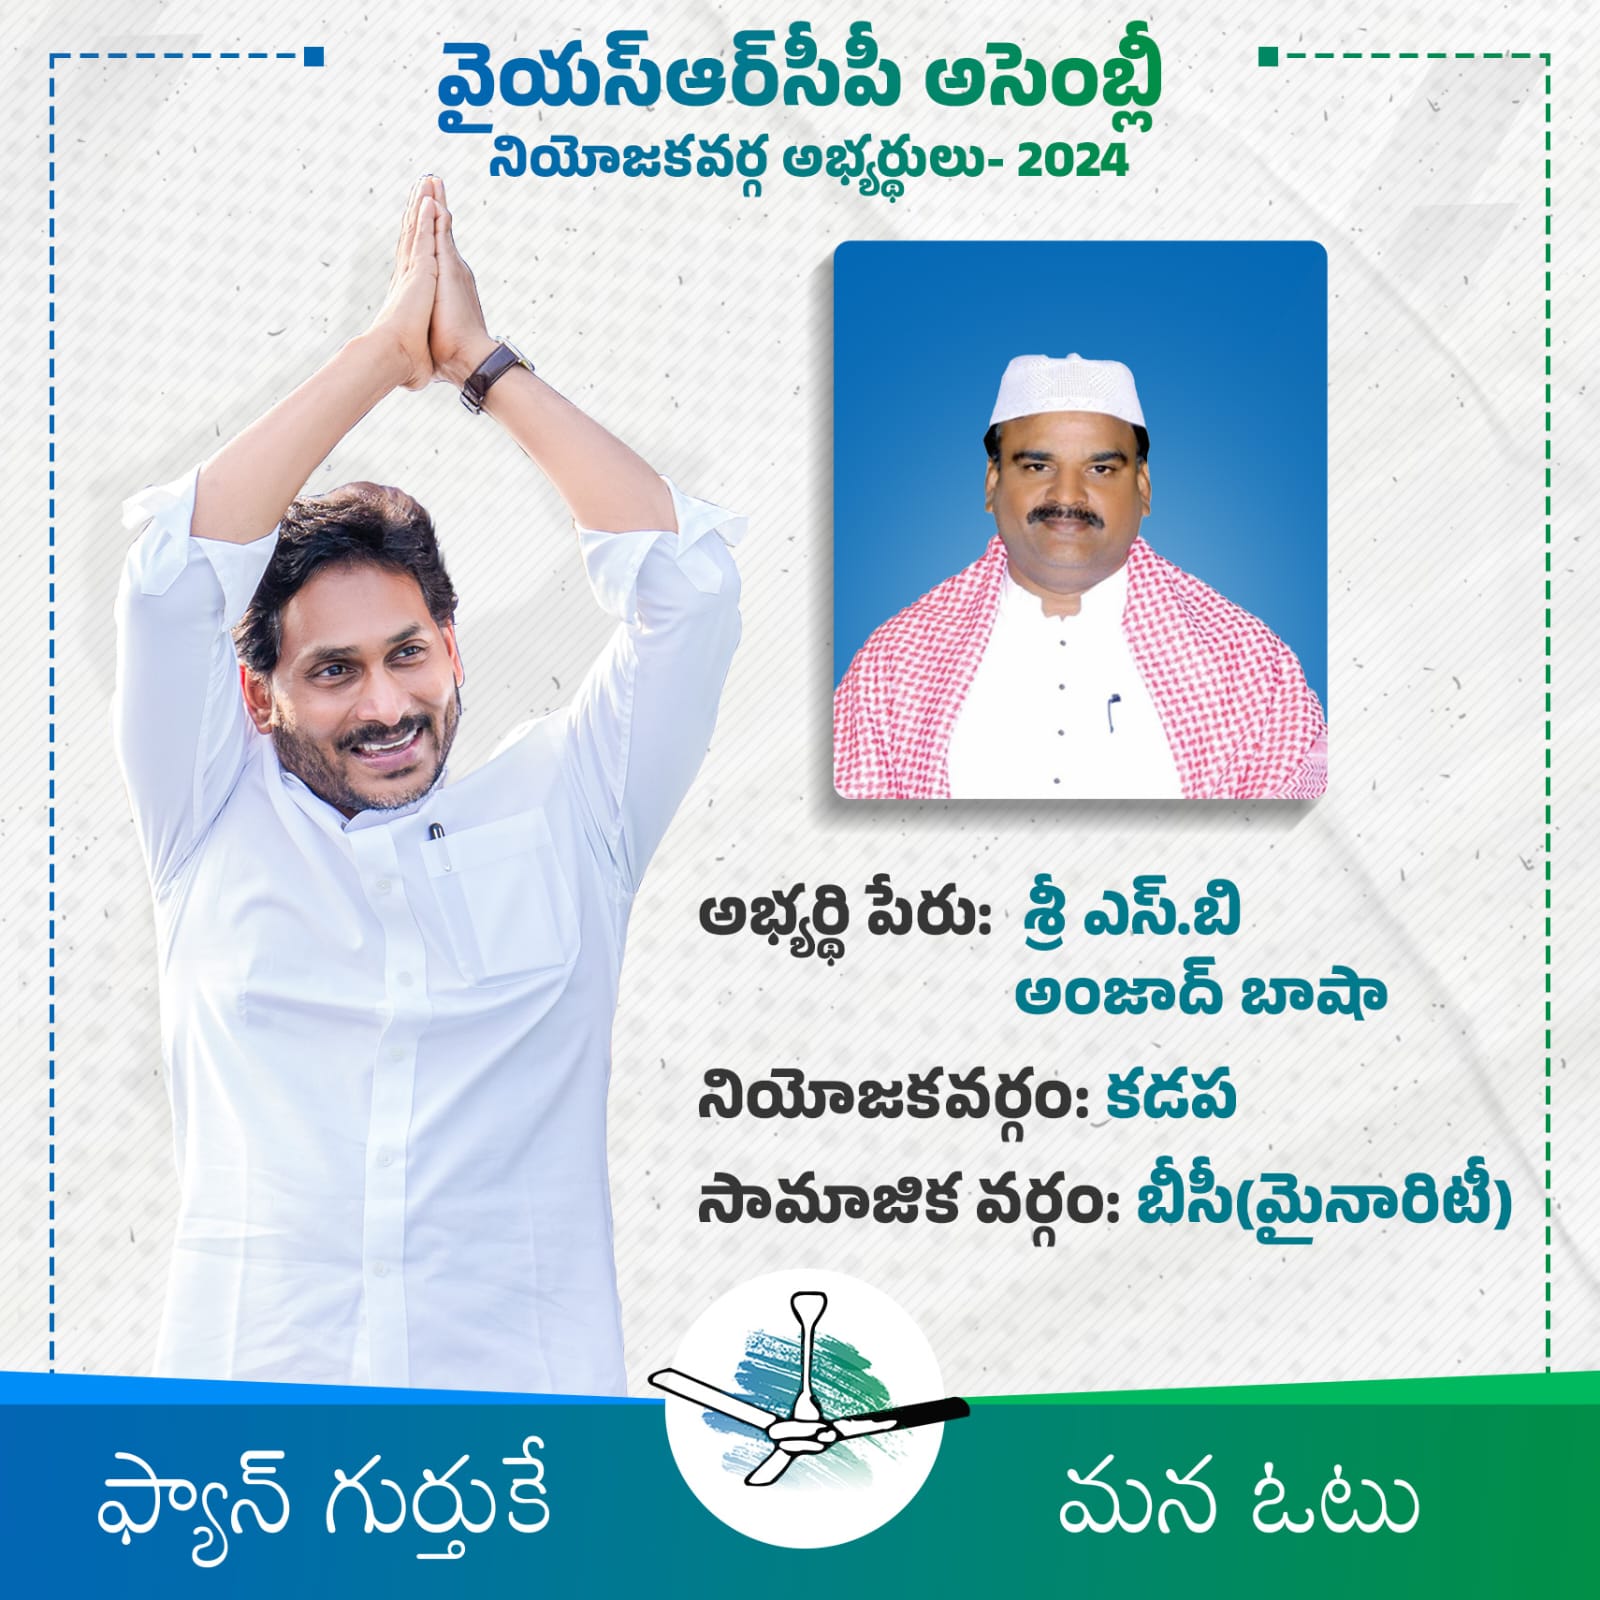 వైయస్ఆర్‌సీపీ అసెంబ్లీ
నియోజకవర్గ అభ్యర్థులు- 2024
అభ్యర్థి పేరు: శ్రీ ఎస్.బి
అంజాద్ బాషా
నియోజకవర్గం: కడప
సామాజిక వర్గం: బీసీ(మైనారిటీ)
ఫ్యాన్ గుర్తుకే మన ఓటు